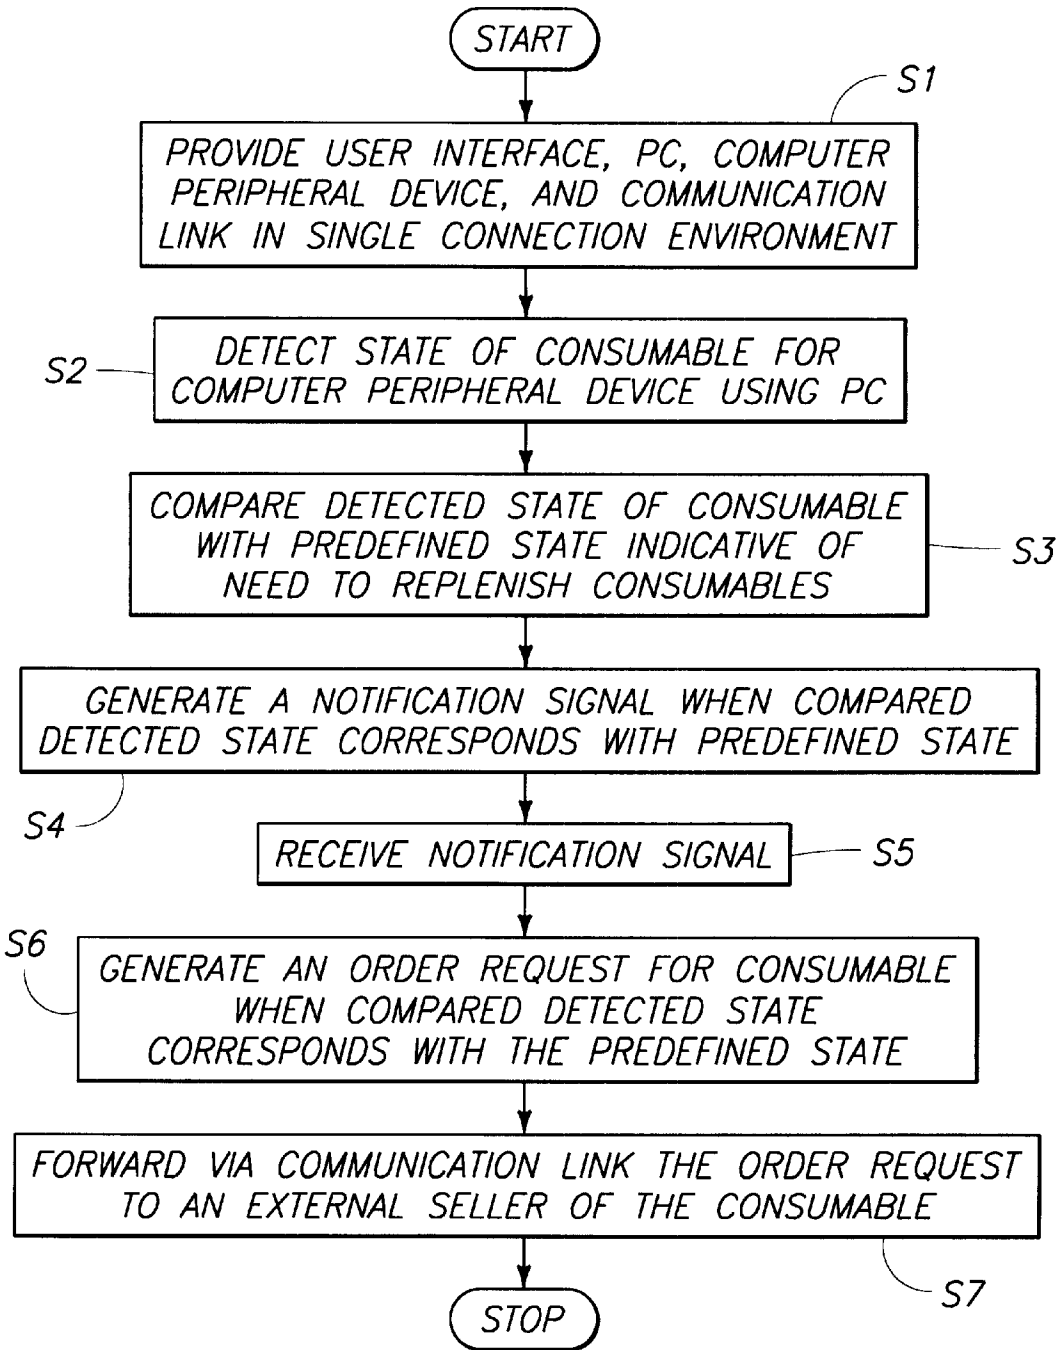 START
S1
PROVIDE USER INTERFACE, PC, COMPUTER
PERIPHERAL DEVICE, AND COMMUNICATION
LINK IN SINGLE CONNECTION ENVIRONMENT
S2
DETECT STATE OF CONSUMABLE FOR
COMPUTER PERIPHERAL DEVICE USING PC
COMPARE DETECTED STATE OF CONSUMABLE
WITH PREDEFINED STATE INDICATIVE OF
NEED TO REPLENISH CONSUMABLES
S3
GENERATE A NOTIFICATION SIGNAL WHEN COMPARED
DETECTED STATE CORRESPONDS WITH PREDEFINED STATE
S4
RECEIVE NOTIFICATION SIGNAL
S5
S6
GENERATE AN ORDER REQUEST FOR CONSUMABLE
WHEN COMPARED DETECTED STATE
CORRESPONDS WITH THE PREDEFINED STATE
FORWARD VIA COMMUNICATION LINK THE ORDER REQUEST
TO AN EXTERNAL SELLER OF THE CONSUMABLE
S7
STOP